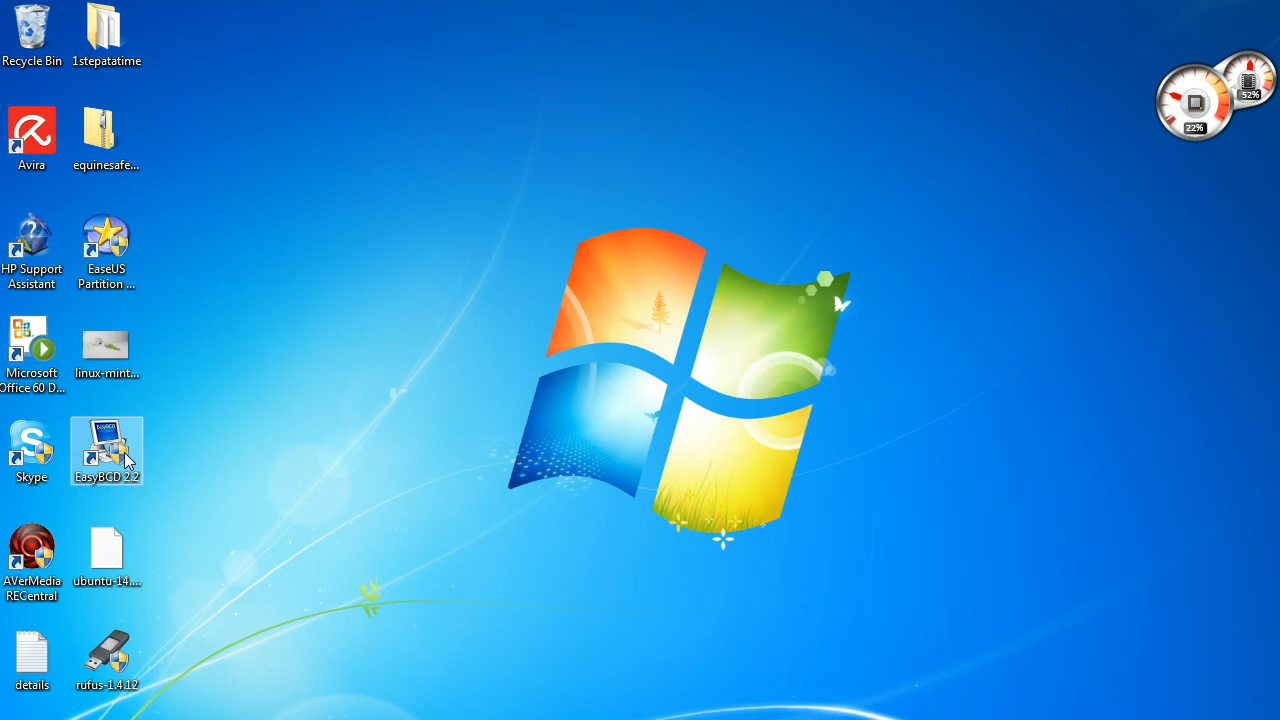 Recycle Bin
1stepatatime
Avira
equinesafe...
HP Support
Assistant
EaseUS
Partition ...
Microsoft
Office 60 D...
linux-mint...
Skype
EasyBCD 2.2
AVerMedia
RECentral
ubuntu-14....
details
rufus-1.4.12
52%
22%